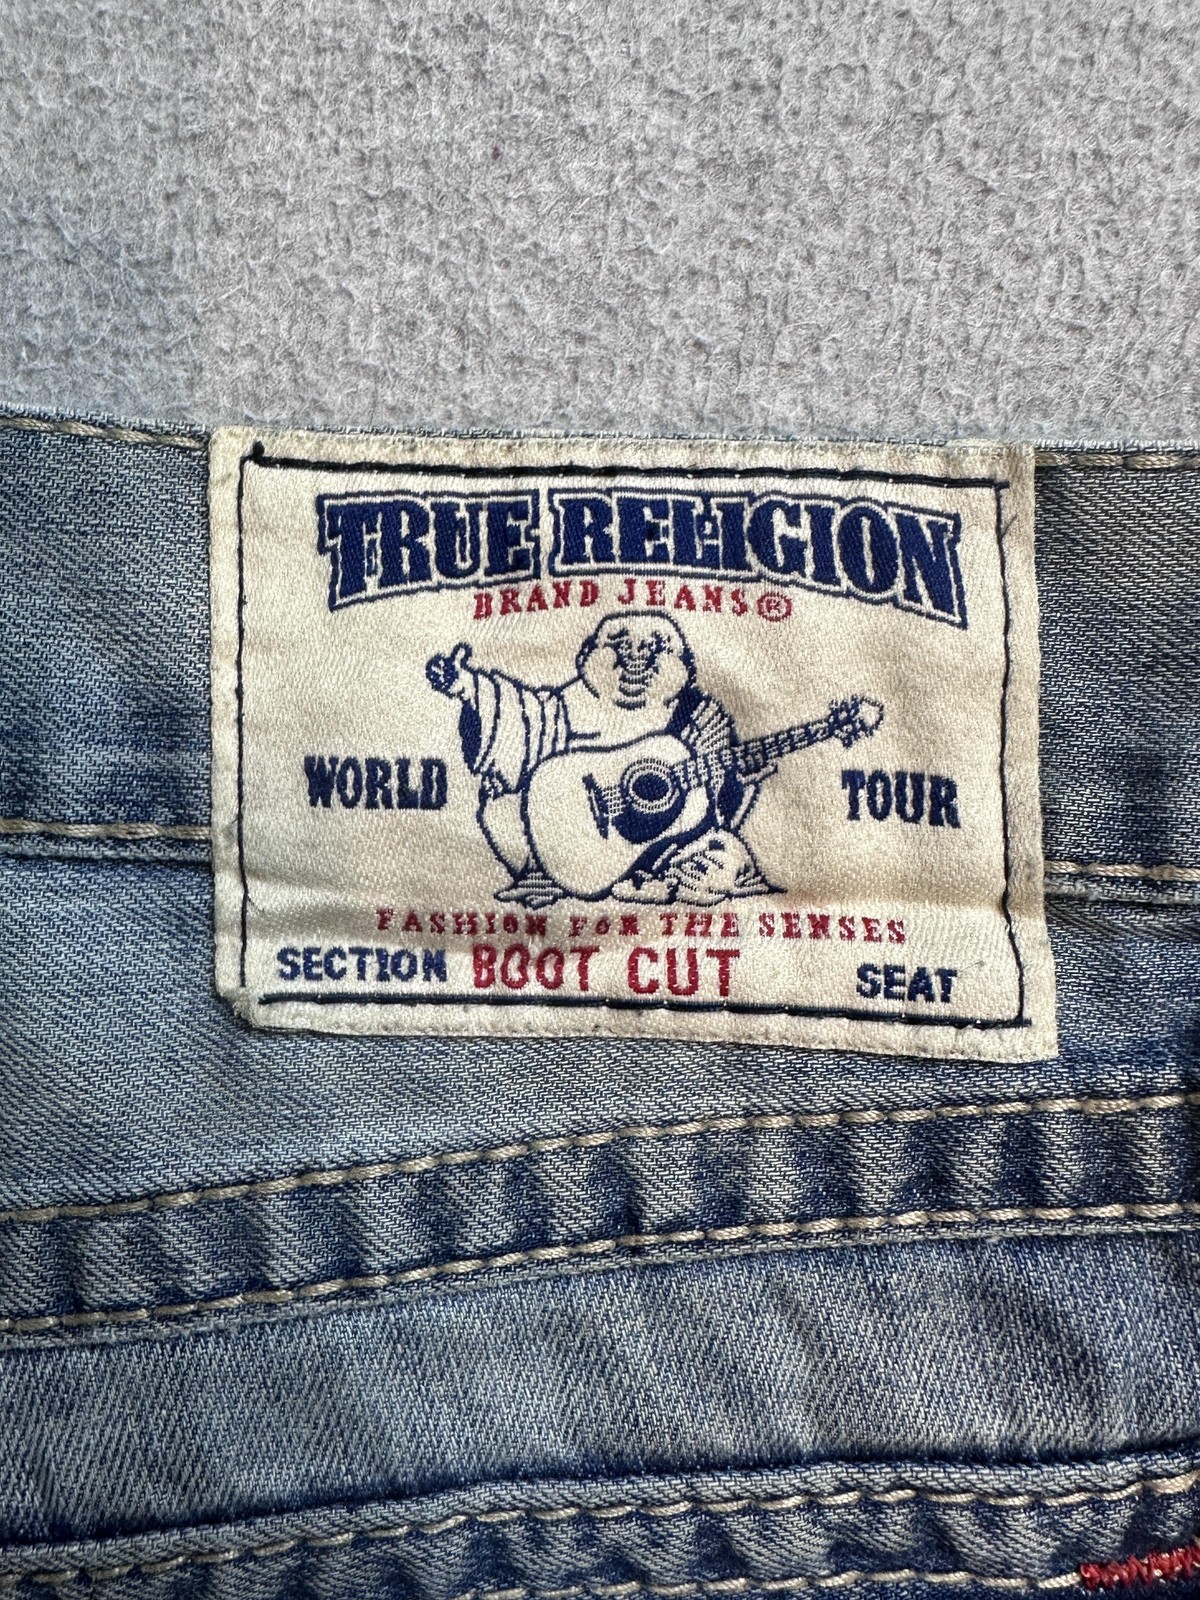 TRUE RELIGION
BRAND JEANS®
WORLD TOUR
FASHION FOR THE SENSES
SECTION BOOT CUT SEAT